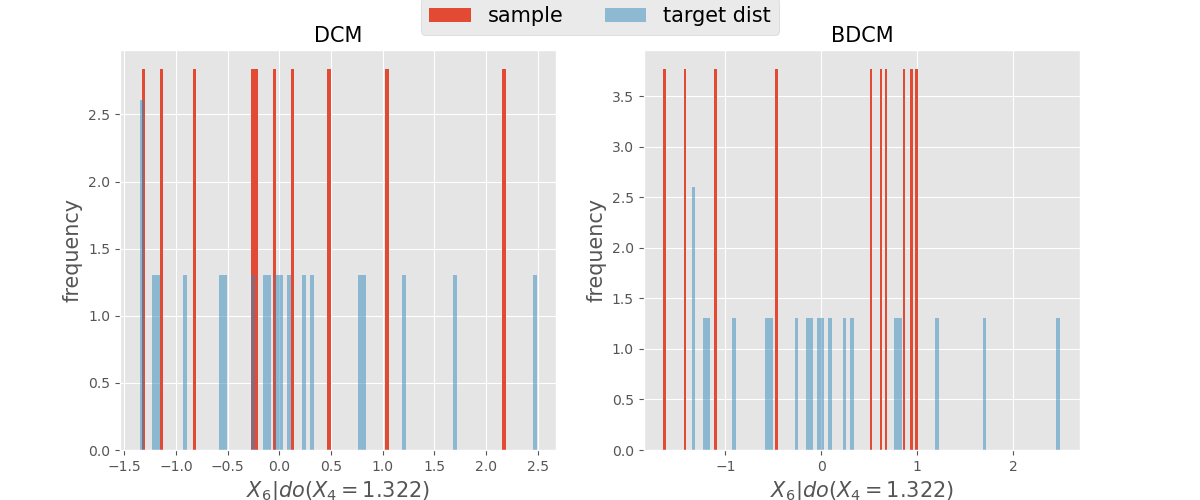 sample target dist
DCM
BDCM
frequency
2.5
2.0
1.5
1.0
0.5
0.0
−1.5 −1.0 −0.5 0.0 0.5 1.0 1.5 2.0 2.5
X₆|do(X₄ = 1.322)
frequency
3.5
3.0
2.5
2.0
1.5
1.0
0.5
0.0
−1 0 1 2
X₆|do(X₄ = 1.322)